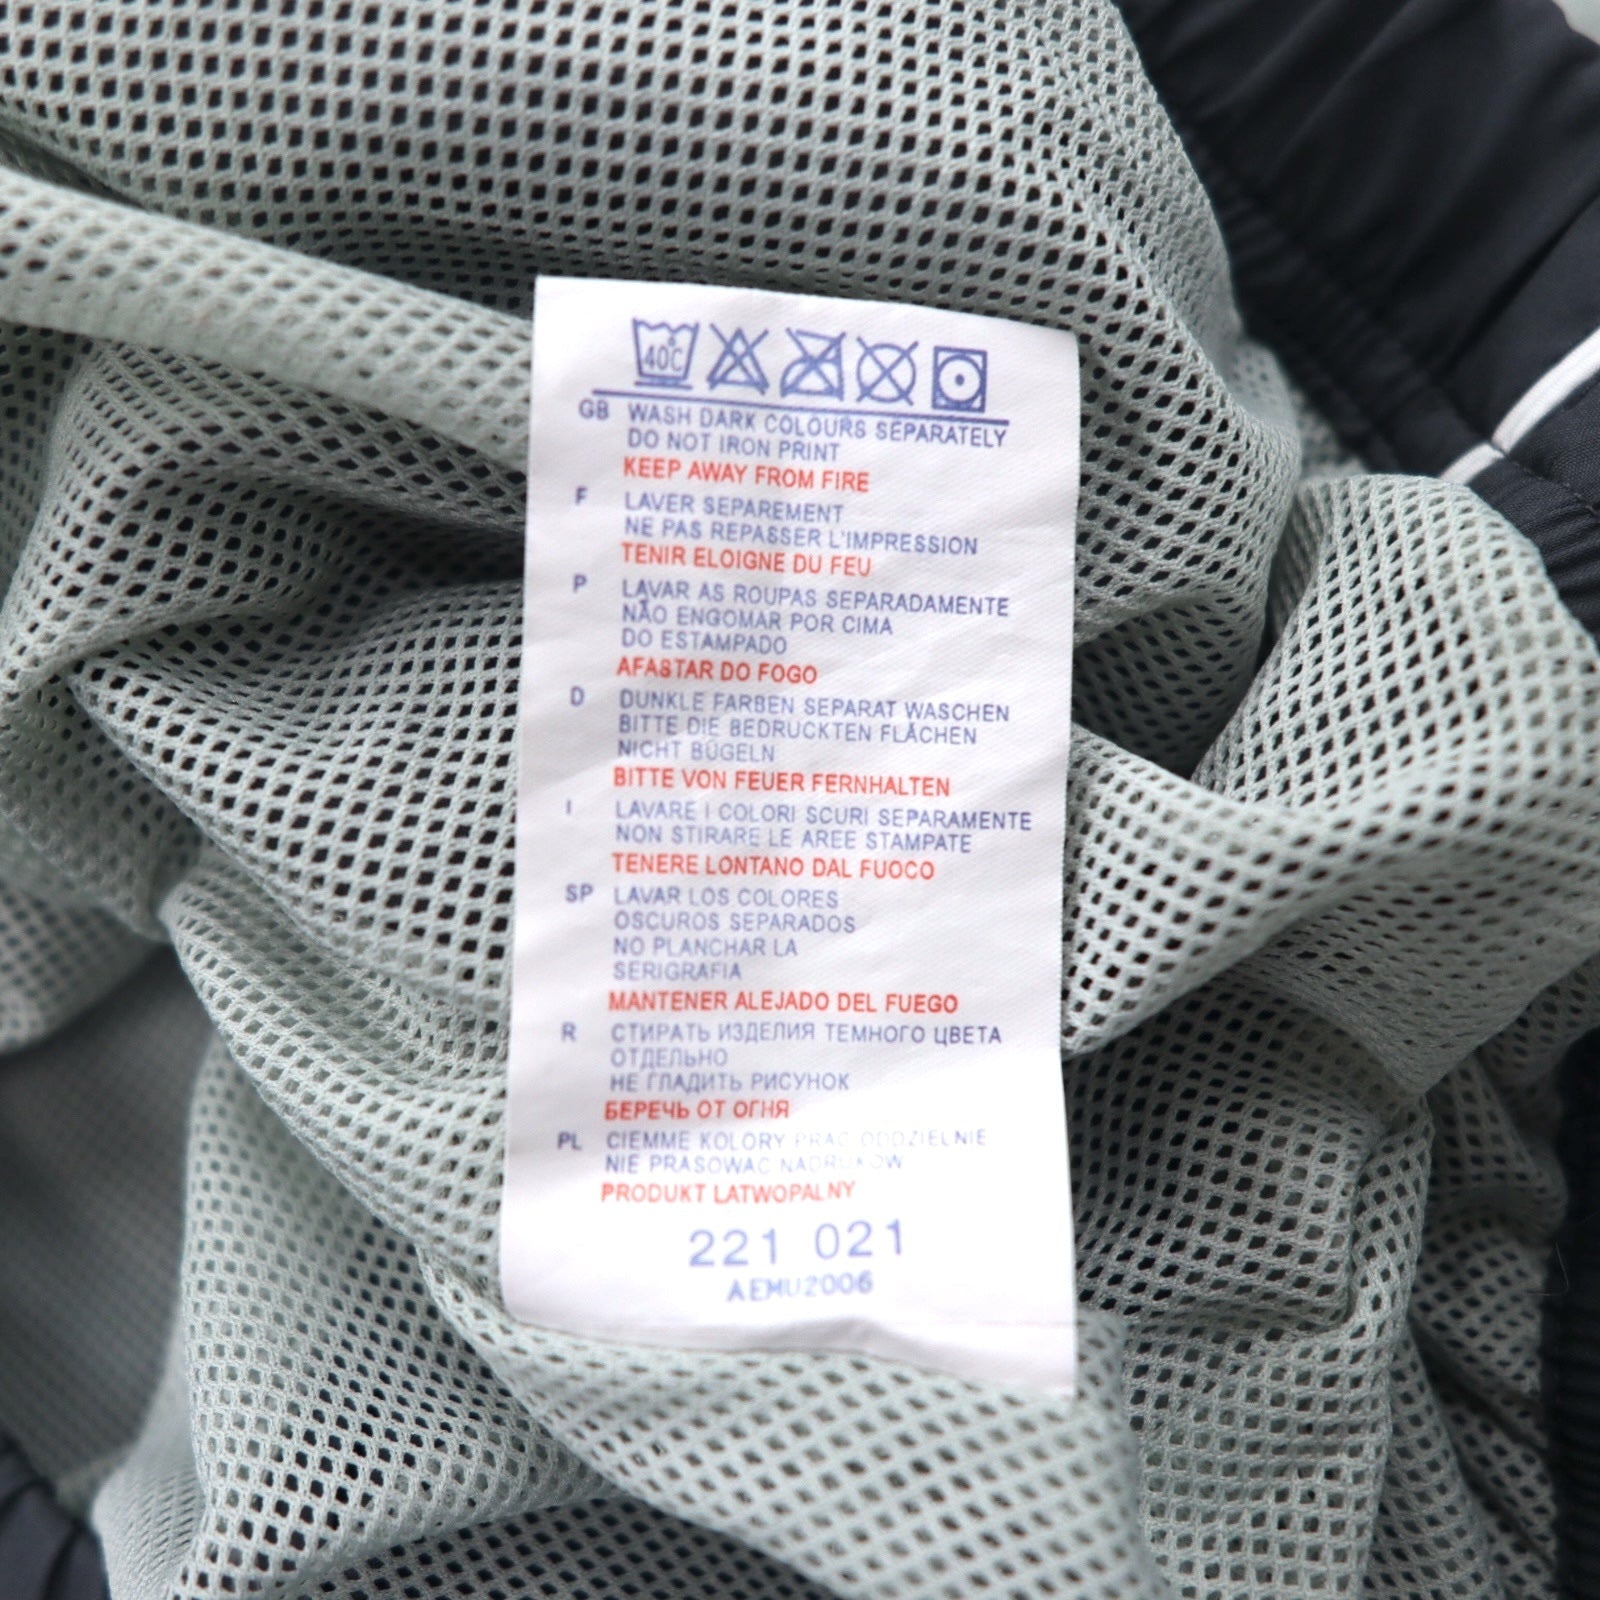 40°C
GB WASH DARK COLOURS SEPARATELY
DO NOT IRON PRINT
KEEP AWAY FROM FIRE
F LAVER SEPAREMENT
NE PAS REPASSER L'IMPRESSION
TENIR ELOIGNE DU FEU
P LAVAR AS ROUPAS SEPARADAMENTE
NÃO ENGOMAR POR CIMA
DO ESTAMPADO
AFASTAR DO FOGO
D DUNKLE FARBEN SEPARAT WASCHEN
BITTE DIE BEDRUCKTEN FLÄCHEN
NICHT BÜGELN
BITTE VON FEUER FERNHALTEN
I LAVARE I COLORI SCURI SEPARAMENTE
NON STIRARE LE AREE STAMPATE
TENERE LONTANO DAL FUOCO
SP LAVAR LOS COLORES
OSCUROS SEPARADOS
NO PLANCHAR LA
SERIGRAFIA
MANTENER ALEJADO DEL FUEGO
R СТИРАТЬ ИЗДЕЛИЯ ТЕМНОГО ЦВЕТА
ОТДЕЛЬНО
НЕ ГЛАДИТЬ РИСУНОК
БЕРЕЧЬ ОТ ОГНЯ
PL CIEMME KOLORY PRAC ODDZIELNIE
NIE PRASOWAC NADRUKOW
PRODUKT LATWOPALNY
221 021
AEMU2006